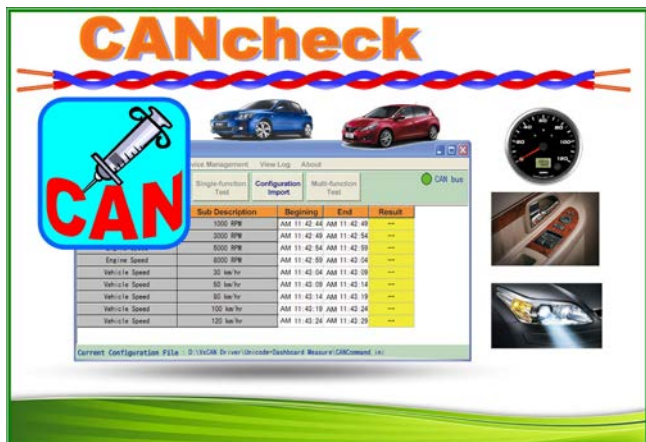 CANcheck
CAN
vice Management View Log About
Single-function Test
Configuration Import
Multi-function Test
CAN bus
Sub Description Begining End Result
1000 RPM AM 11:42:44 AM 11:42:49 --
3000 RPM AM 11:42:49 AM 11:42:54 --
5000 RPM AM 11:42:54 AM 11:42:59 --
Engine Speed 8000 RPM AM 11:42:59 AM 11:43:04 --
Vehicle Speed 30 km/hr AM 11:43:04 AM 11:43:09 --
Vehicle Speed 60 km/hr AM 11:43:09 AM 11:43:14 --
Vehicle Speed 90 km/hr AM 11:43:14 AM 11:43:19 --
Vehicle Speed 100 km/hr AM 11:43:19 AM 11:43:24 --
Vehicle Speed 120 km/hr AM 11:43:24 AM 11:43:29 --
Current Configuration File : D:\VxCAN Driver\Unicode-Dashboard Measure\CANCommand.ini